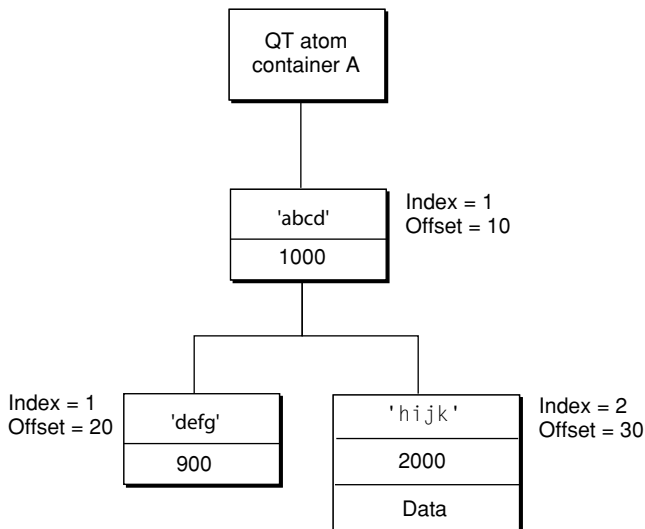 QT atom
container A
'abcd'
1000
Index = 1
Offset = 10
Index = 1
Offset = 20
'defg'
900
'hijk'
2000
Data
Index = 2
Offset = 30